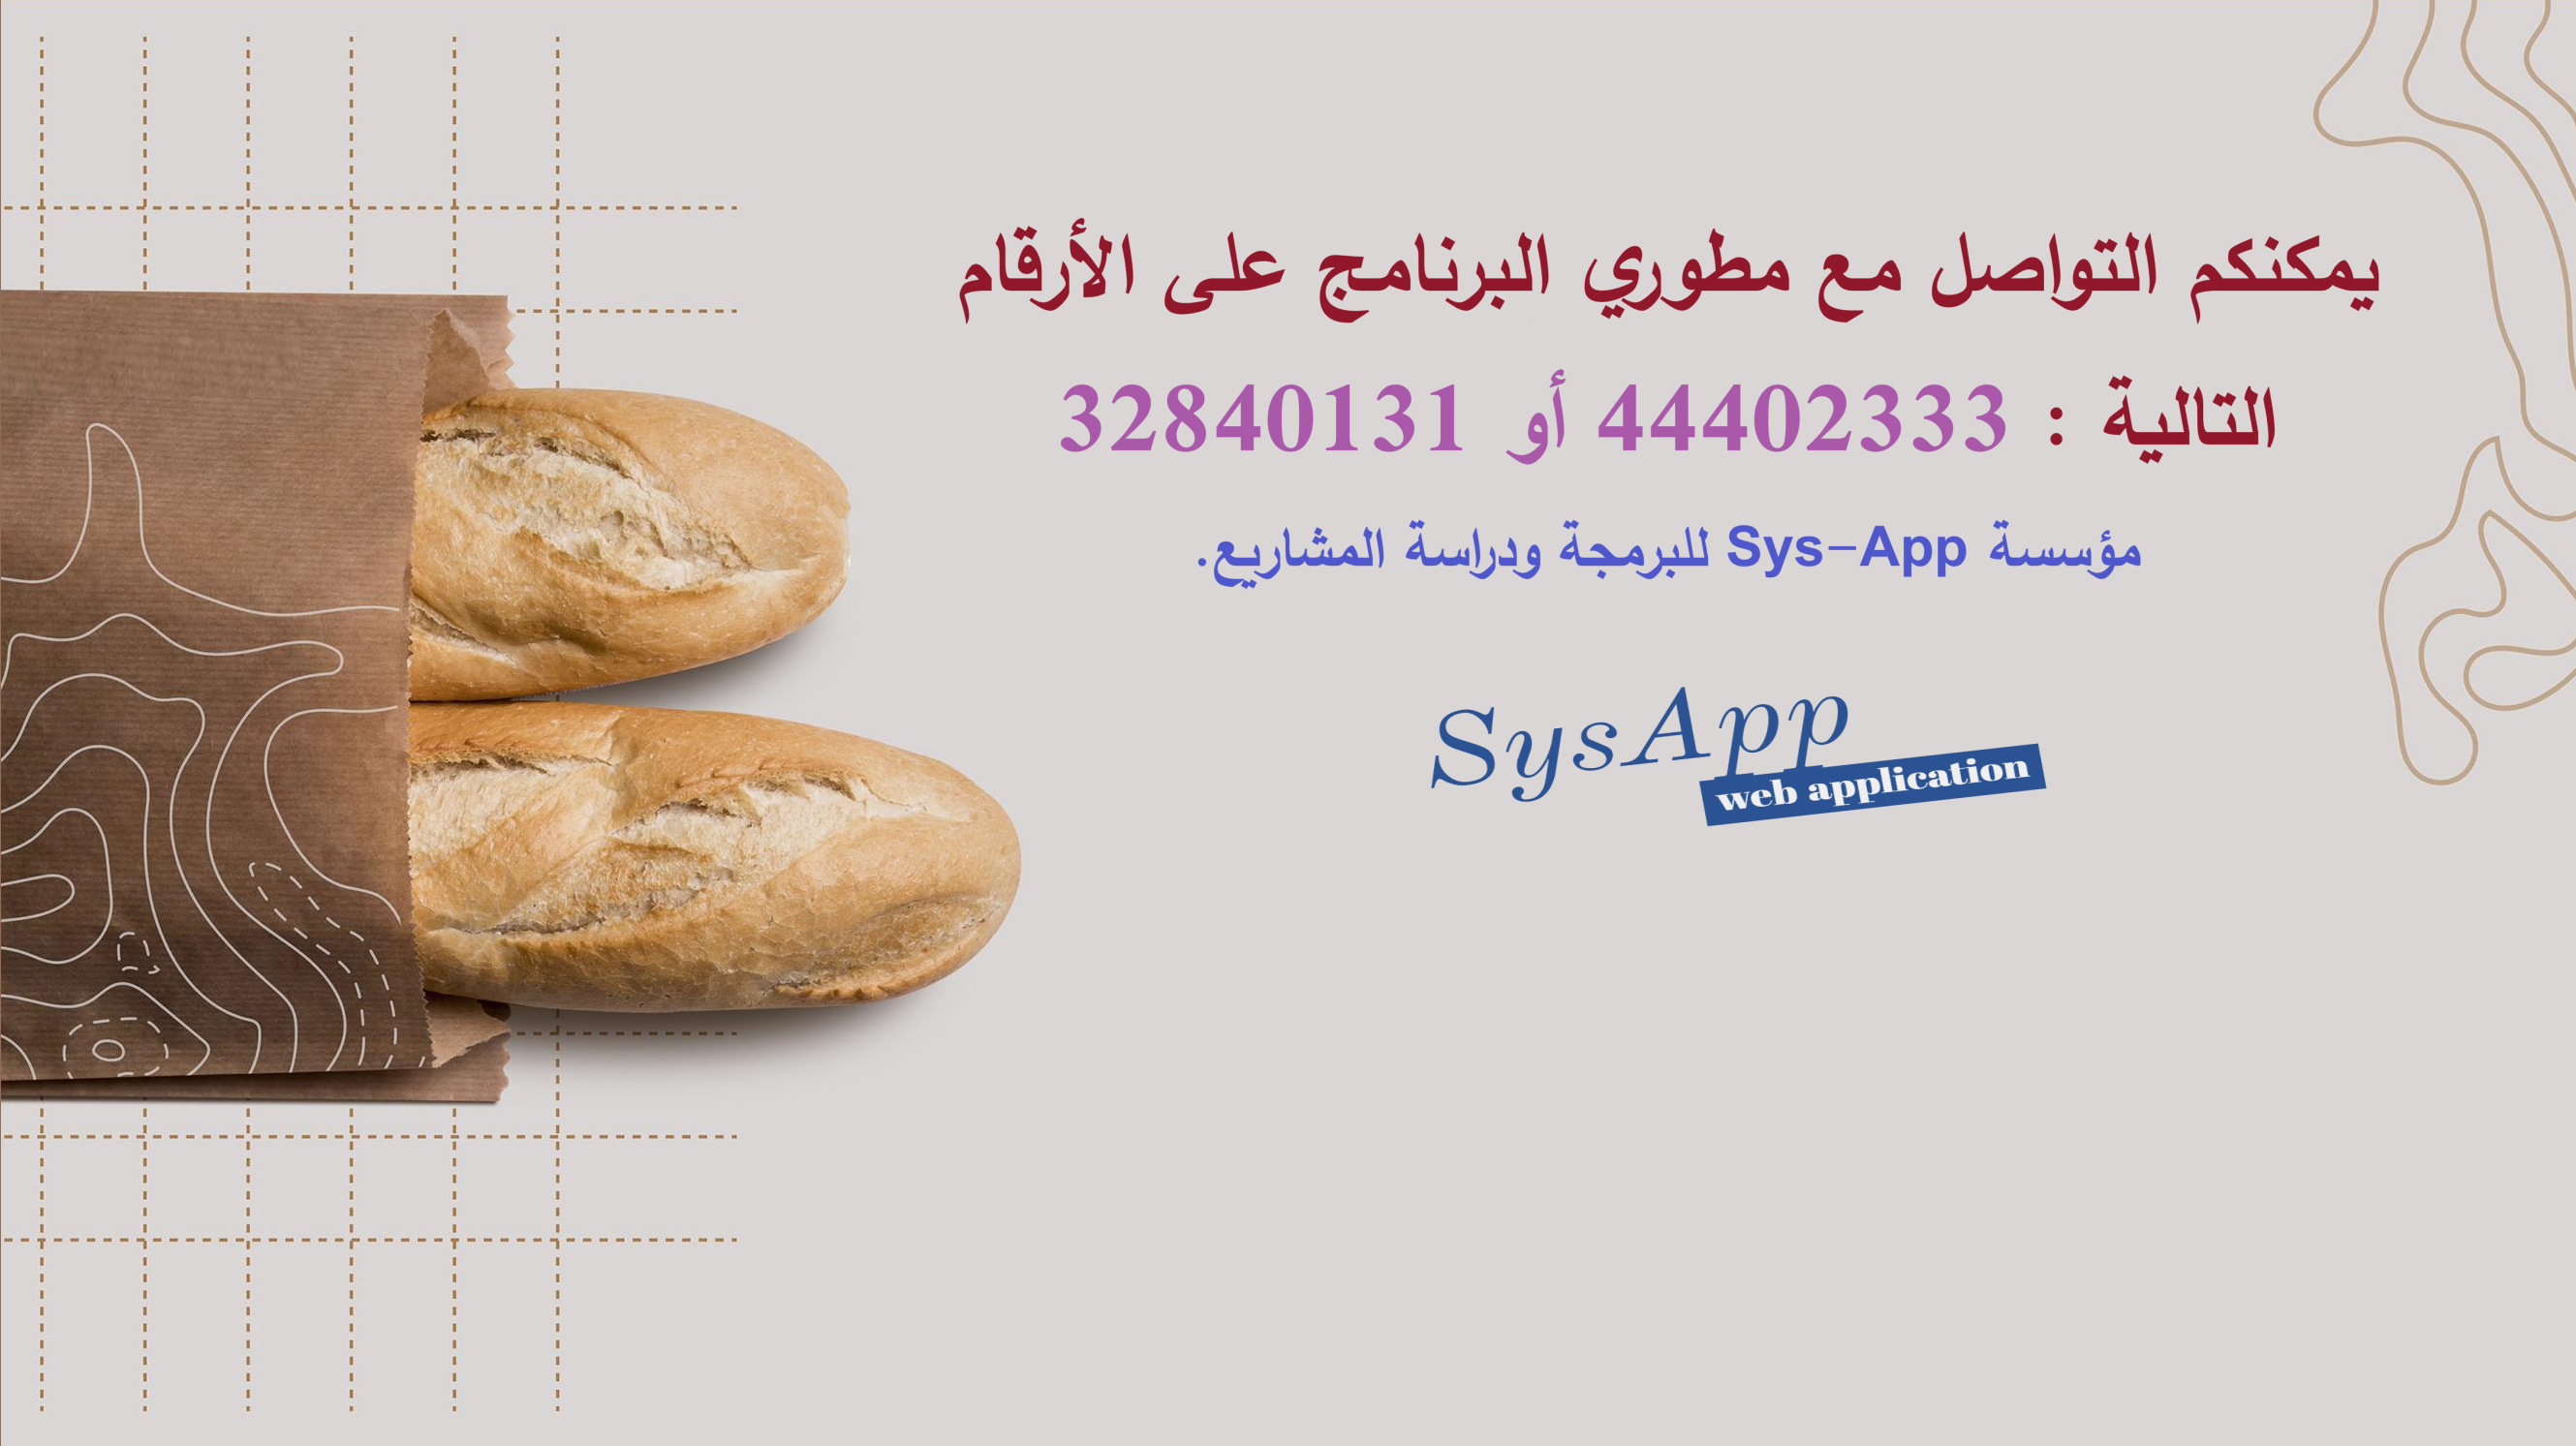 يمكنكم التواصل مع مطوري البرنامج على الأرقام
التالية : 44402333 أو 32840131
مؤسسة Sys-App للبرمجة ودراسة المشاريع.
SysApp
web application